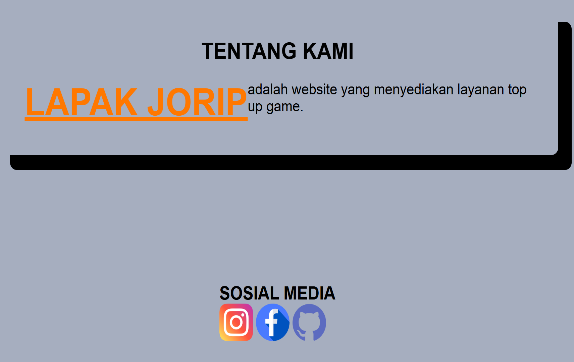 TENTANG KAMI
LAPAK JORIP adalah website yang menyediakan layanan top
up game.
SOSIAL MEDIA